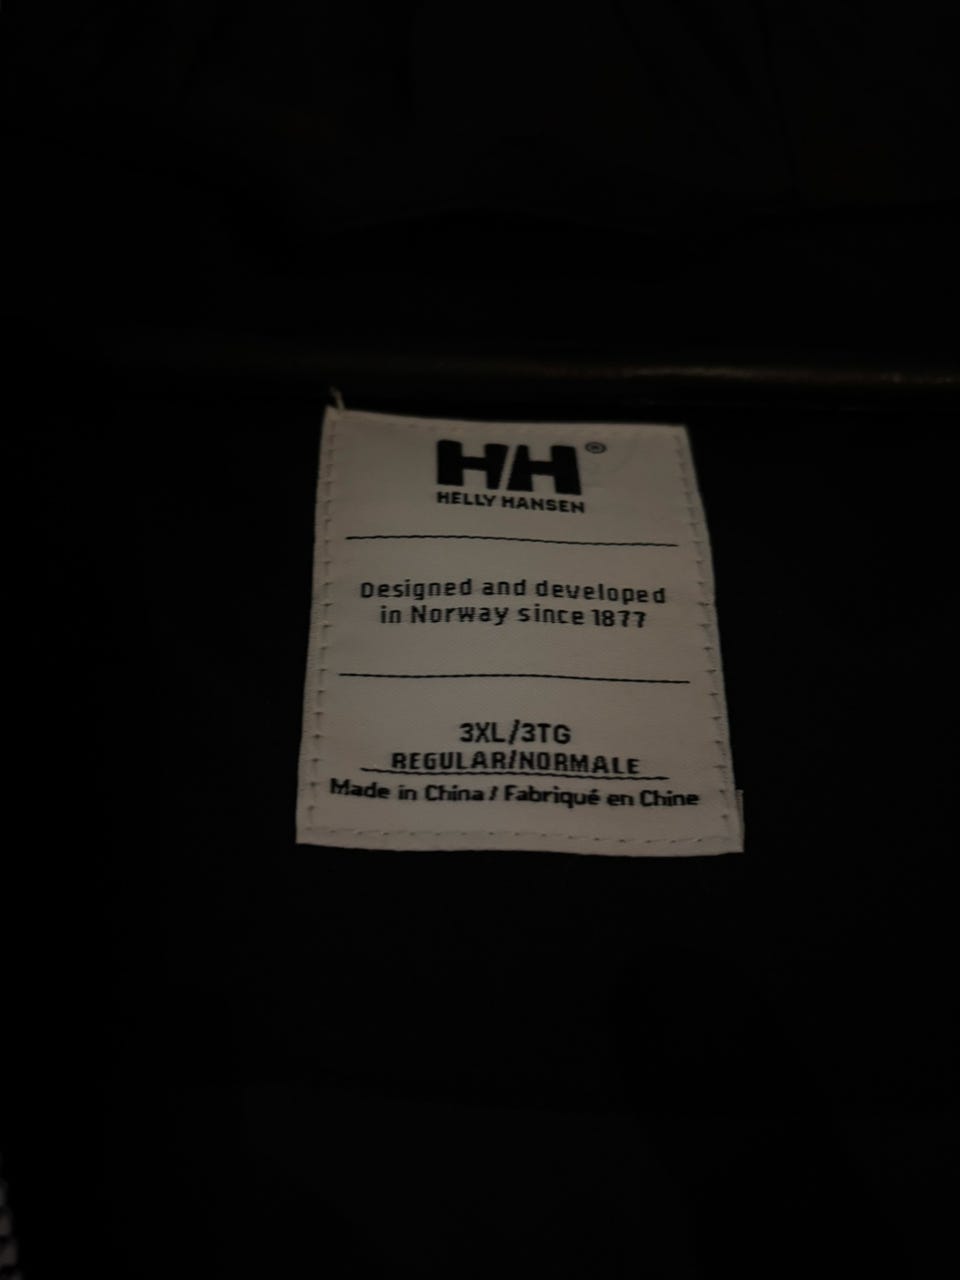 HH®
HELLY HANSEN
Designed and developed
in Norway since 1877
3XL/3TG
REGULAR/NORMALE
Made in China / Fabriqué en Chine